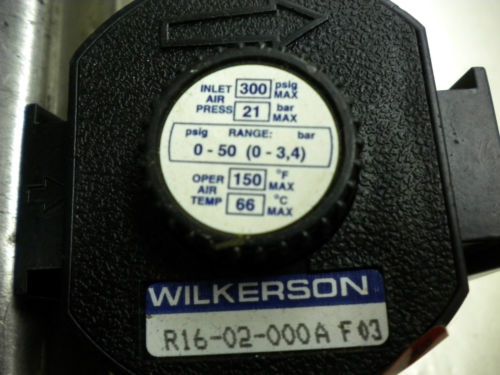 INLET 300 psig
AIR MAX
PRESS 21 bar
MAX
psig RANGE: bar
0 - 50 (0 - 3,4)
OPER 150 °F
AIR MAX
TEMP 66 °C
MAX
WILKERSON
R16-02-000A F03